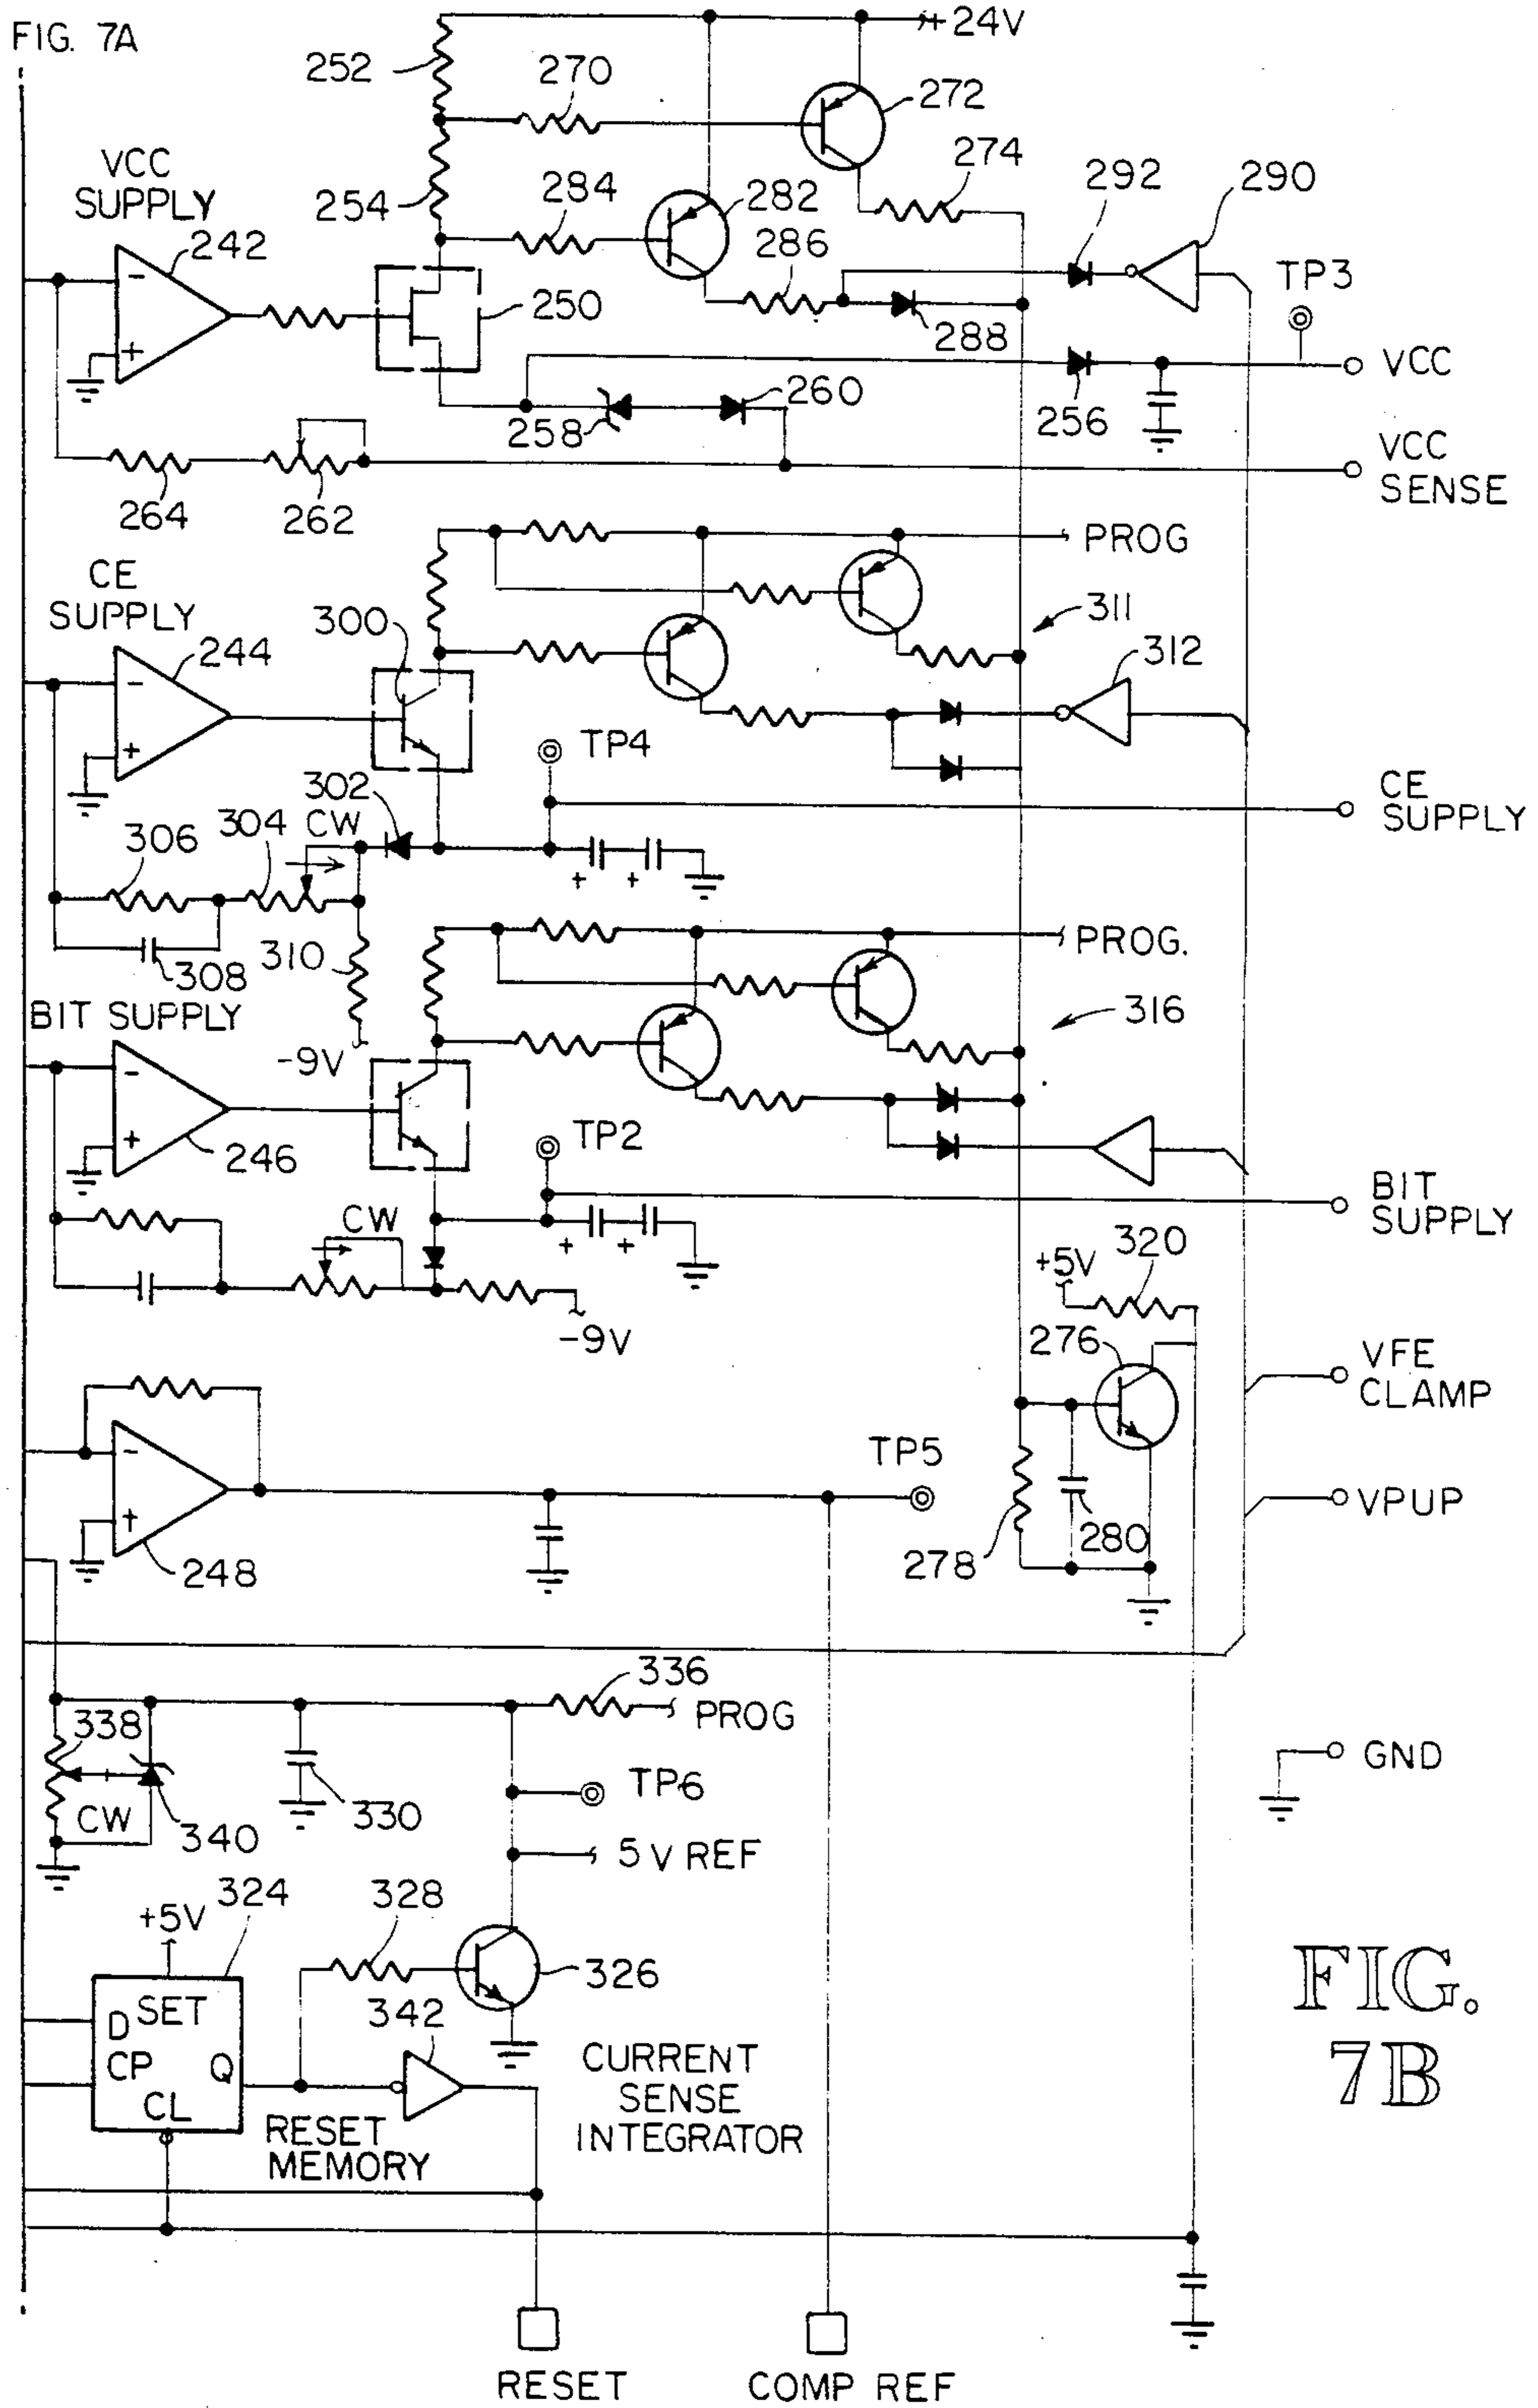 FIG. 7A
+24V
252
270
272
VCC
SUPPLY
254
284
282
274
292
290
242
286
TP3
250
288
VCC
258
260
256
VCC
SENSE
264
262
PROG
CE
SUPPLY
300
311
244
312
TP4
302
CE
SUPPLY
306
304
CW
308
310
PROG.
BIT SUPPLY
316
-9V
246
TP2
BIT
SUPPLY
CW
320
+5V
-9V
276
VFE
CLAMP
TP5
VPUP
248
278
280
336
PROG
338
GND
TP6
CW
340
330
5V REF
324
328
+5V
326
SET
D
CP
Q
CL
342
CURRENT
SENSE
INTEGRATOR
RESET
MEMORY
FIG.
7B
RESET
COMP REF